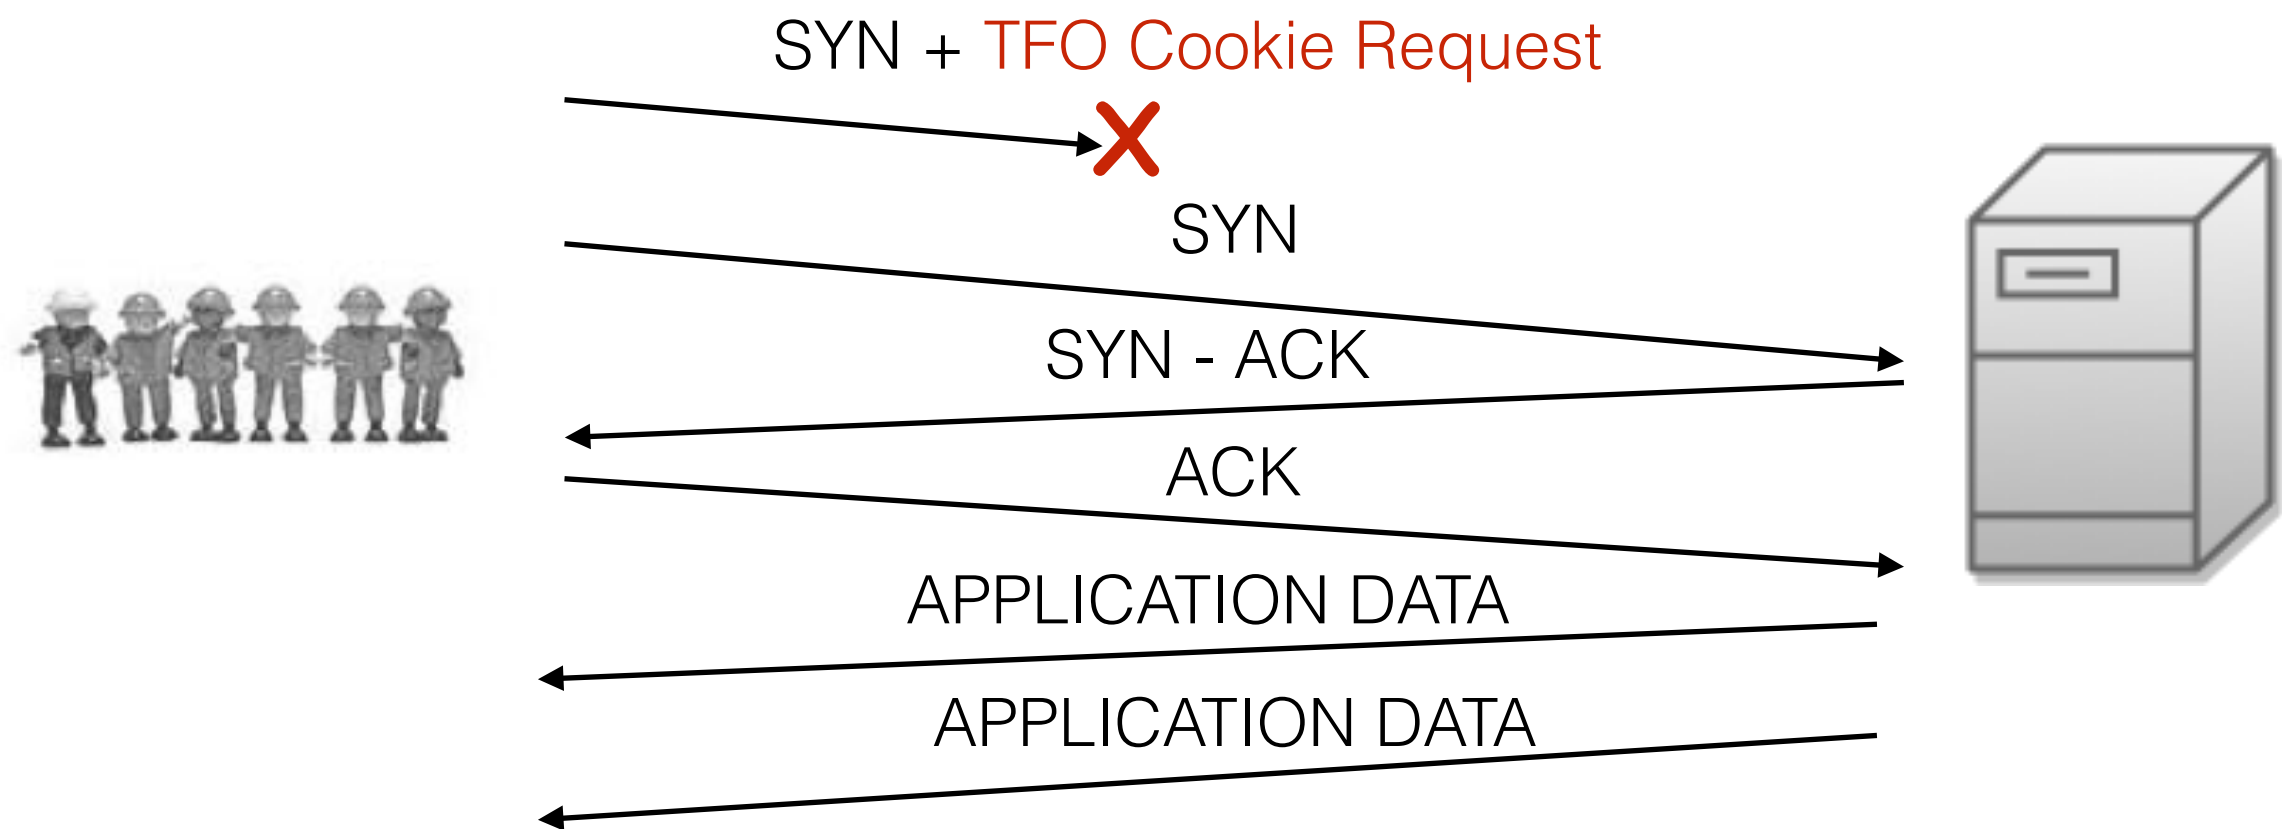 SYN + TFO Cookie Request
SYN
SYN - ACK
ACK
APPLICATION DATA
APPLICATION DATA